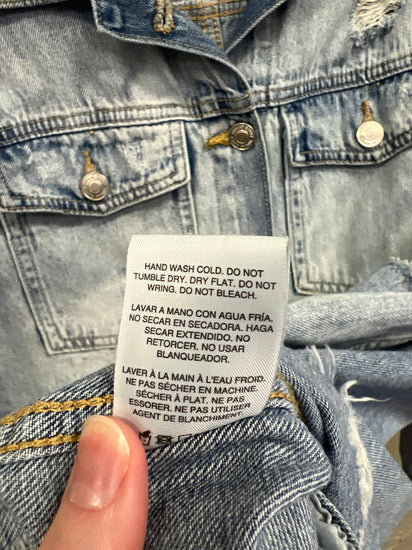 HAND WASH COLD. DO NOT
TUMBLE DRY. DRY FLAT. DO NOT
WRING. DO NOT BLEACH.
LAVAR A MANO CON AGUA FRÍA.
NO SECAR EN SECADORA. HAGA
SECAR EXTENDIDO. NO
RETORCER. NO USAR
BLANQUEADOR.
LAVER À LA MAIN À L'EAU FROID.
NE PAS SÉCHER EN MACHINE.
SÉCHER À PLAT. NE PAS
ESSORER. NE PAS UTILISER
AGENT DE BLANCHIMENT.